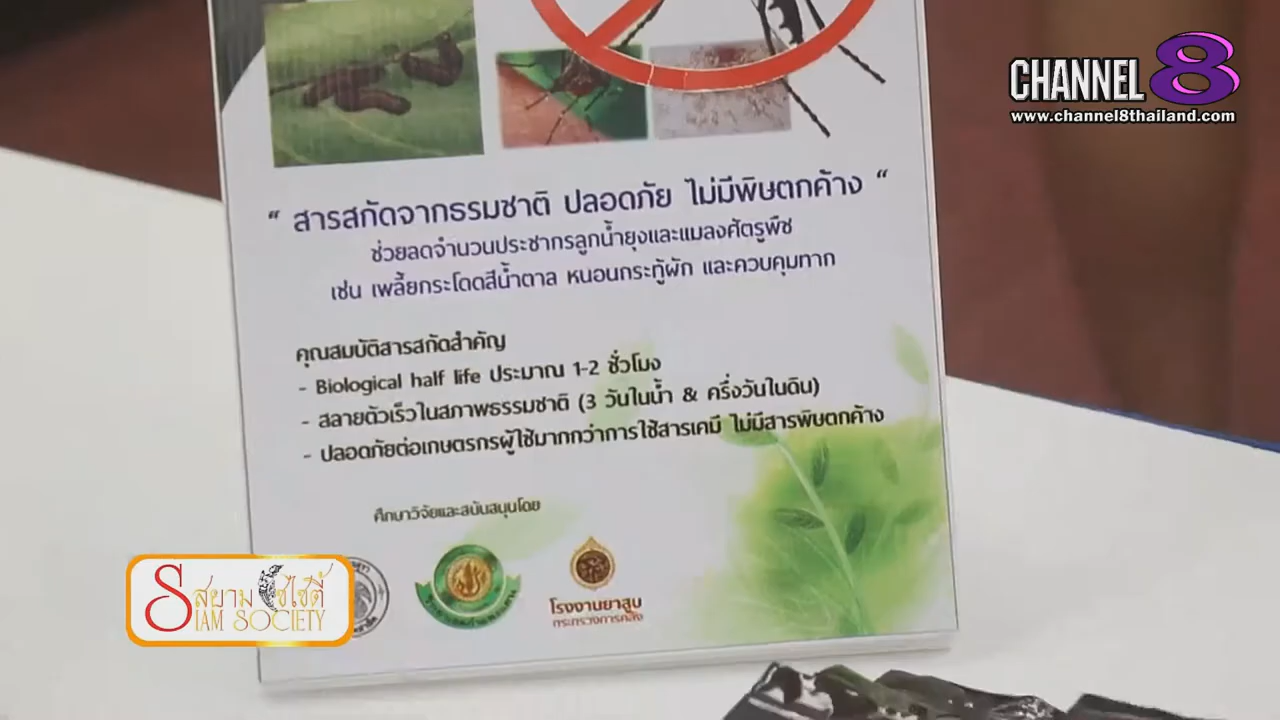 CHANNEL 8
www.channel8thailand.com
“ สารสกัดจากธรรมชาติ ปลอดภัย ไม่มีพิษตกค้าง “
ช่วยลดจำนวนประชากรลูกน้ำยุงและแมลงศัตรูพืช
เช่น เพลี้ยกระโดดสีน้ำตาล หนอนกระทู้ผัก และควบคุมทาก
คุณสมบัติสารสกัดสำคัญ
- Biological half life ประมาณ 1-2 ชั่วโมง
- สลายตัวเร็วในสภาพธรรมชาติ (3 วันในน้ำ & ครึ่งวันในดิน)
- ปลอดภัยต่อเกษตรกรผู้ใช้มากกว่าการใช้สารเคมี ไม่มีสารพิษตกค้าง
ศึกษาวิจัยและสนับสนุนโดย
โรงงานยาสูบ
กระทรวงการคลัง
สยามโซไซตี้
SIAM SOCIETY